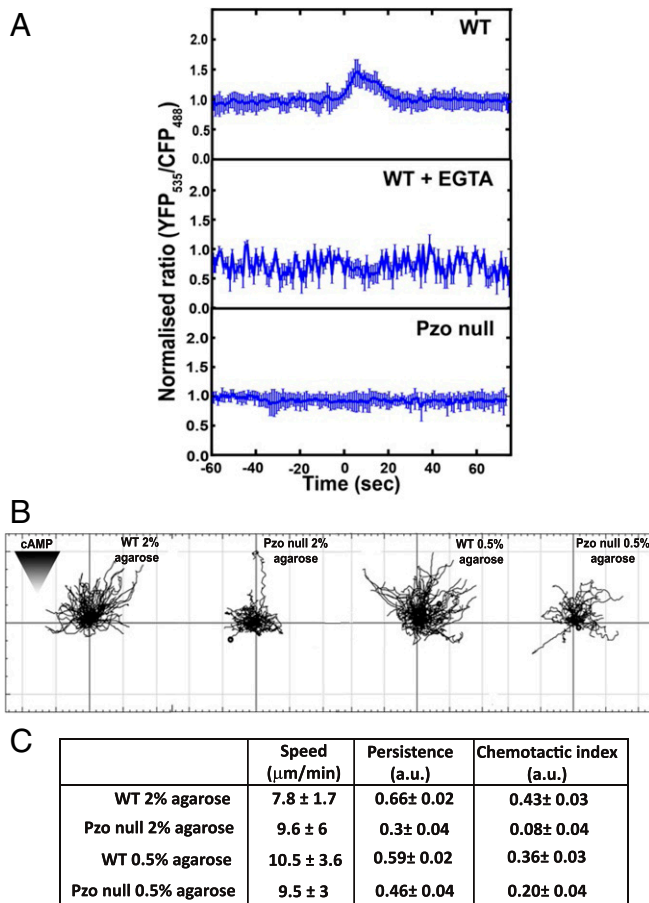 A
Normalised ratio (YFP535/CFP488)
WT
2.0
1.5
1.0
0.5
0.0
WT + EGTA
2.0
1.5
1.0
0.5
0.0
Pzo null
2.0
1.5
1.0
0.5
0.0
-60 -40 -20 0 20 40 60
Time (sec)
B
cAMP
WT 2%
agarose
Pzo null 2%
agarose
WT 0.5%
agarose
Pzo null 0.5%
agarose
C
Speed Persistence Chemotactic index
(μm/min) (a.u.) (a.u.)
WT 2% agarose 7.8 ± 1.7 0.66± 0.02 0.43± 0.03
Pzo null 2% agarose 9.6 ± 6 0.3± 0.04 0.08± 0.04
WT 0.5% agarose 10.5 ± 3.6 0.59± 0.02 0.36± 0.03
Pzo null 0.5% agarose 9.5 ± 3 0.46± 0.04 0.20± 0.04